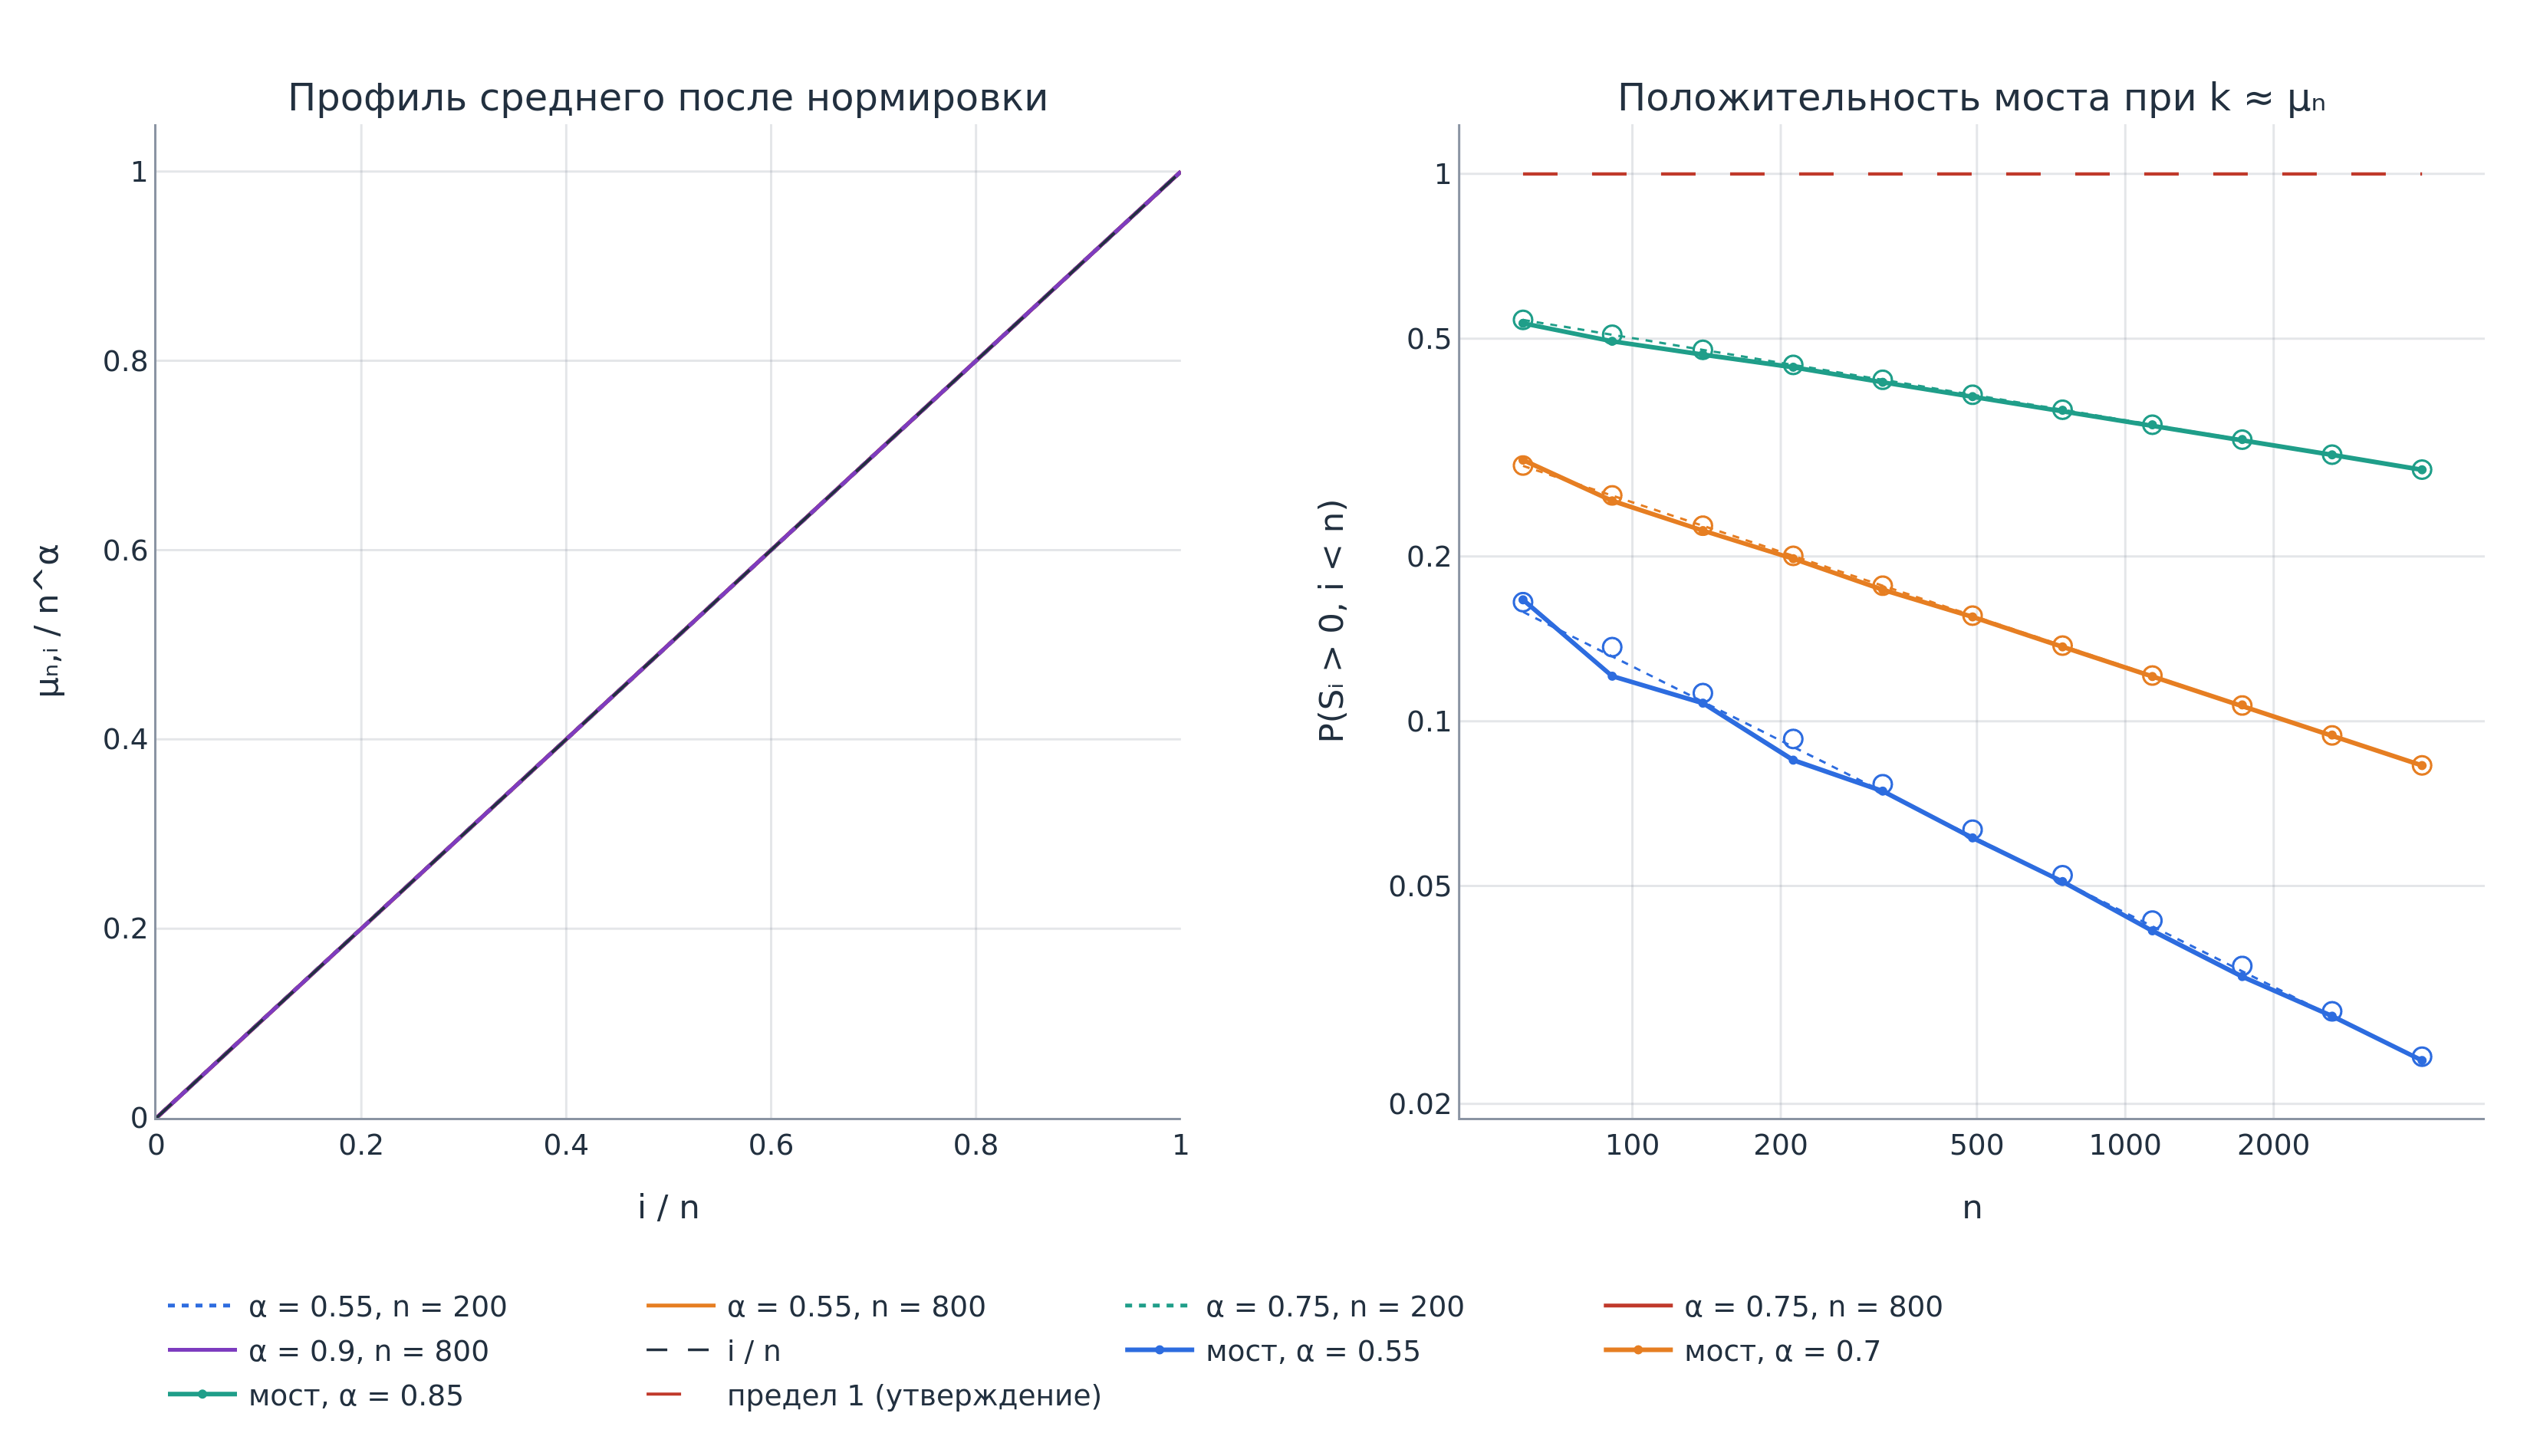 Профиль среднего после нормировки
μₙ,ᵢ / n^α
1
0.8
0.6
0.4
0.2
0
0 0.2 0.4 0.6 0.8 1
i / n
Положительность моста при k ≈ μₙ
P(Sᵢ > 0, i < n)
1
0.5
0.2
0.1
0.05
0.02
100 200 500 1000 2000
n
α = 0.55, n = 200 α = 0.55, n = 800 α = 0.75, n = 200 α = 0.75, n = 800
α = 0.9, n = 800 i / n мост, α = 0.55 мост, α = 0.7
мост, α = 0.85 предел 1 (утверждение)